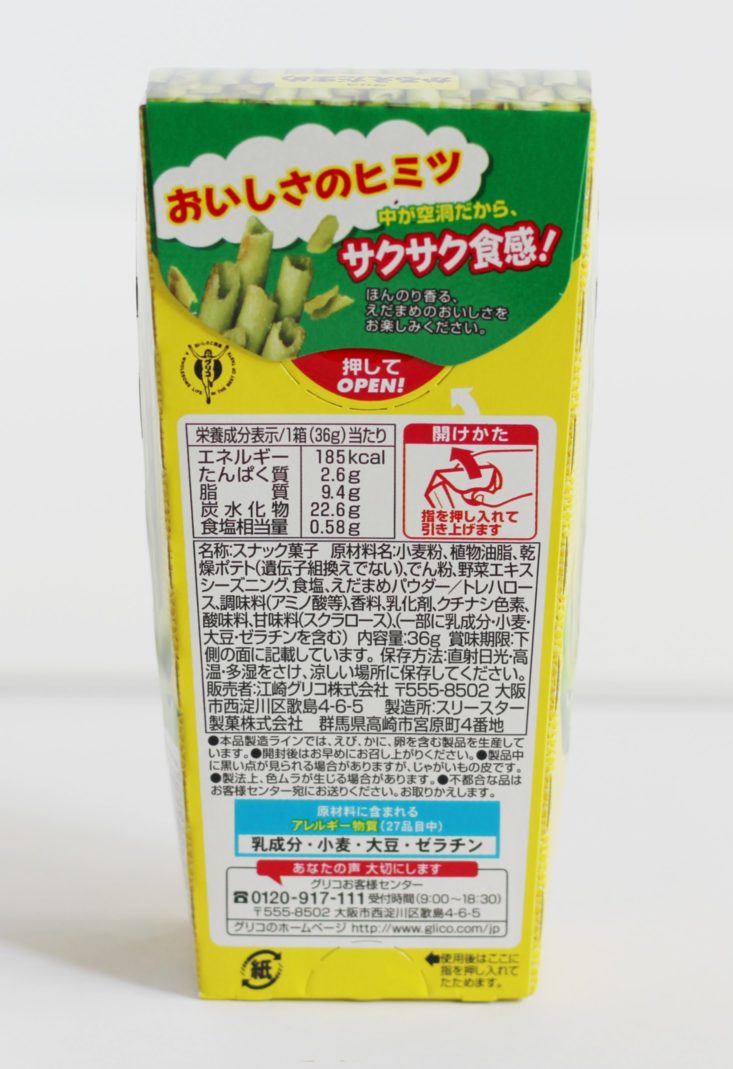 おいしさのヒミツ
中が空洞だから、
サクサク食感!
ほんのり香る、
えだまめのおいしさを
お楽しみください。
グリコ
押して
OPEN!
栄養成分表示/1箱(36g)当たり
エネルギー 185kcal
たんぱく質 2.6g
脂質 9.4g
炭水化物 22.6g
食塩相当量 0.58g
開けかた
指を押し入れて
引き上げます
名称:スナック菓子 原材料名:小麦粉、植物油脂、乾
燥ポテト(遺伝子組換えでない)、でん粉、野菜エキス
シーズニング、食塩、えだまめパウダー/トレハロー
ス、調味料(アミノ酸等)、香料、乳化剤、クチナシ色素、
酸味料、甘味料(スクラロース)、(一部に乳成分・小麦・
大豆・ゼラチンを含む) 内容量:36g 賞味期限:下
側の面に記載しています。保存方法:直射日光・高
温・多湿をさけ、涼しい場所に保存してください。
販売者:江崎グリコ株式会社 〒555-8502 大阪
市西淀川区歌島4-6-5 製造所:スリースター
製菓株式会社 群馬県高崎市宮原町4番地
●本品製造ラインでは、えび、かに、卵を含む製品を生産して
います。●開封後はお早めにお召し上がりください。●製品中
に黒い点が見られる場合がありますが、じゃがいもの皮です。
●製法上、色ムラが生じる場合があります。●不都合な品は
お客様センター宛にお送りください。お取りかえします。
原材料に含まれる
アレルギー物質(27品目中)
乳成分・小麦・大豆・ゼラチン
あなたの声 大切にします
グリコお客様センター
☎0120-917-111 受付時間(9:00〜18:30)
〒555-8502 大阪市西淀川区歌島4-6-5
グリコのホームページ http://www.glico.com/jp
紙
使用後はここに
指を押し入れて
たためます。